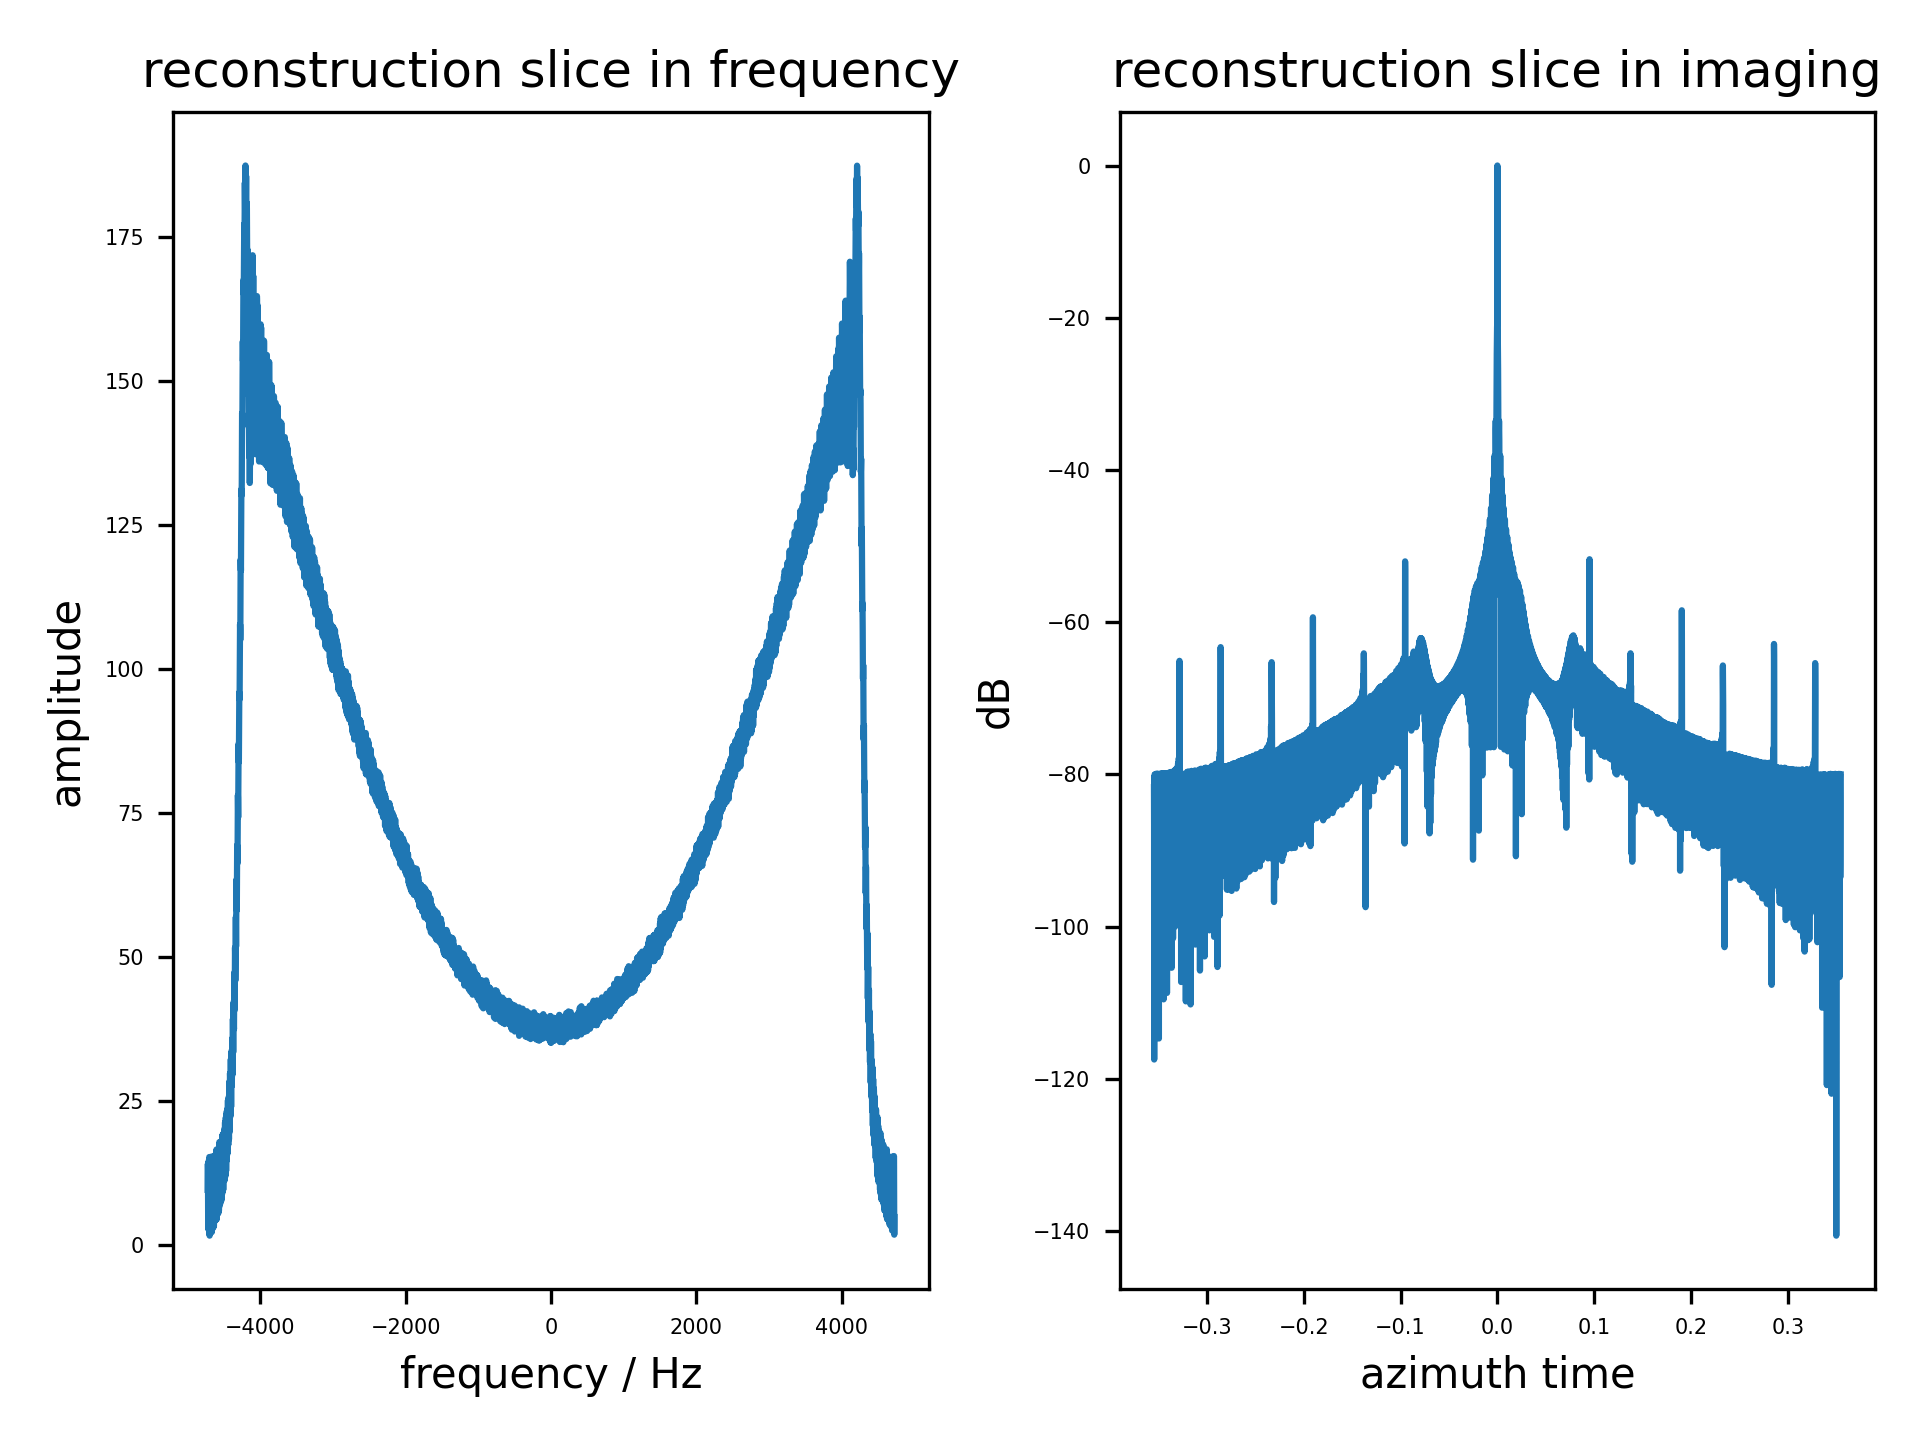 reconstruction slice in frequency
175
150
125
100
75
50
25
0
amplitude
−4000 −2000 0 2000 4000
frequency / Hz
reconstruction slice in imaging
0
−20
−40
−60
−80
−100
−120
−140
dB
−0.3 −0.2 −0.1 0.0 0.1 0.2 0.3
azimuth time